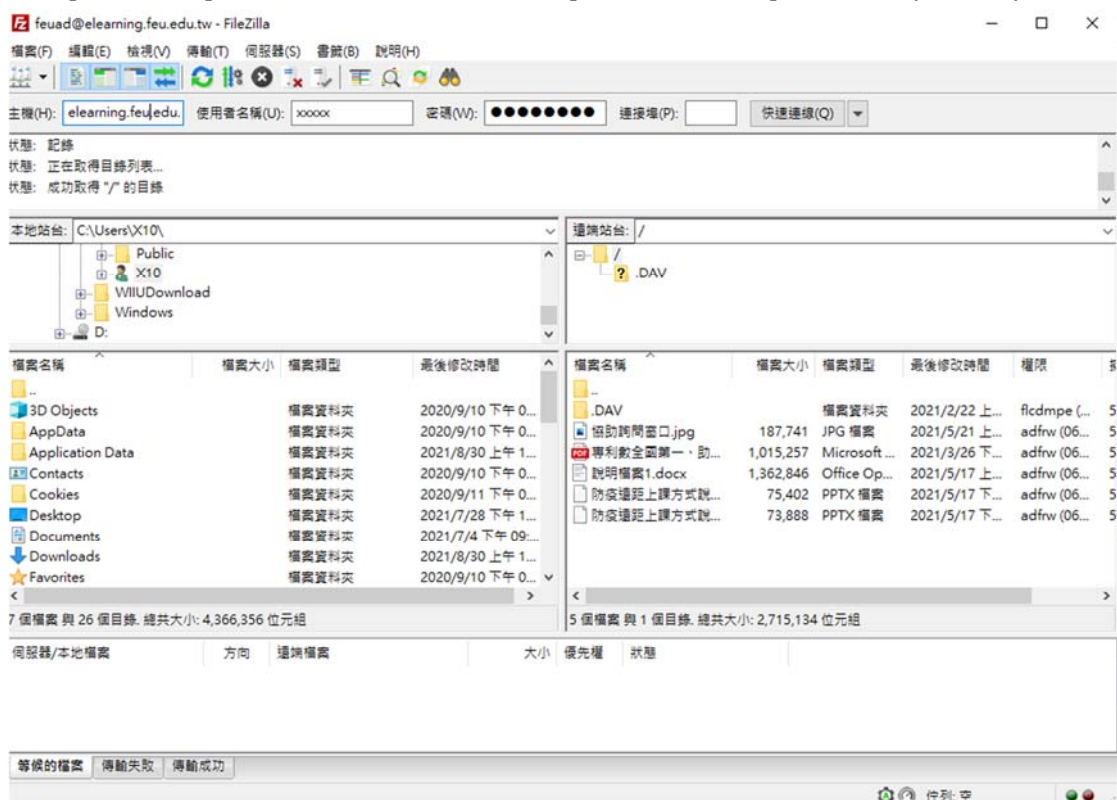 feuad@elearning.feu.edu.tw - FileZilla
檔案(F) 編輯(E) 檢視(V) 傳輸(T) 伺服器(S) 書籤(B) 說明(H)
主機(H): elearning.feu.edu. 使用者名稱(U): xxxxx 密碼(W): ●●●●●●●●● 連接埠(P): 快速連線(Q)
狀態: 記錄
狀態: 正在取得目錄列表...
狀態: 成功取得 "/" 的目錄
本地站台: C:\Users\X10\
Public
X10
WIIUDownload
Windows
D:
遠端站台: /
/
? .DAV
檔案名稱 檔案大小 檔案類型 最後修改時間
..
3D Objects 檔案資料夾 2020/9/10 下午 0...
AppData 檔案資料夾 2020/9/10 下午 0...
Application Data 檔案資料夾 2021/8/30 上午 1...
Contacts 檔案資料夾 2020/9/10 下午 0...
Cookies 檔案資料夾 2020/9/11 下午 0...
Desktop 檔案資料夾 2021/7/28 下午 1...
Documents 檔案資料夾 2021/7/4 下午 09:...
Downloads 檔案資料夾 2021/8/30 上午 1...
Favorites 檔案資料夾 2020/9/10 下午 0...
7 個檔案 與 26 個目錄. 總共大小: 4,366,356 位元組
檔案名稱 檔案大小 檔案類型 最後修改時間 權限
..
.DAV 檔案資料夾 2021/2/22 上... flcdmpe (... 5
協助詢問窗口.jpg 187,741 JPG 檔案 2021/5/21 上... adfrw (06... 5
PDF 專利數全國第一、助... 1,015,257 Microsoft ... 2021/3/26 下... adfrw (06... 5
說明檔案1.docx 1,362,846 Office Op... 2021/5/17 上... adfrw (06... 5
防疫遠距上課方式說... 75,402 PPTX 檔案 2021/5/17 下... adfrw (06... 5
防疫遠距上課方式說... 73,888 PPTX 檔案 2021/5/17 下... adfrw (06... 5
5 個檔案 與 1 個目錄. 總共大小: 2,715,134 位元組
伺服器/本地檔案 方向 遠端檔案 大小 優先權 狀態
等候的檔案 傳輸失敗 傳輸成功
佇列: 空